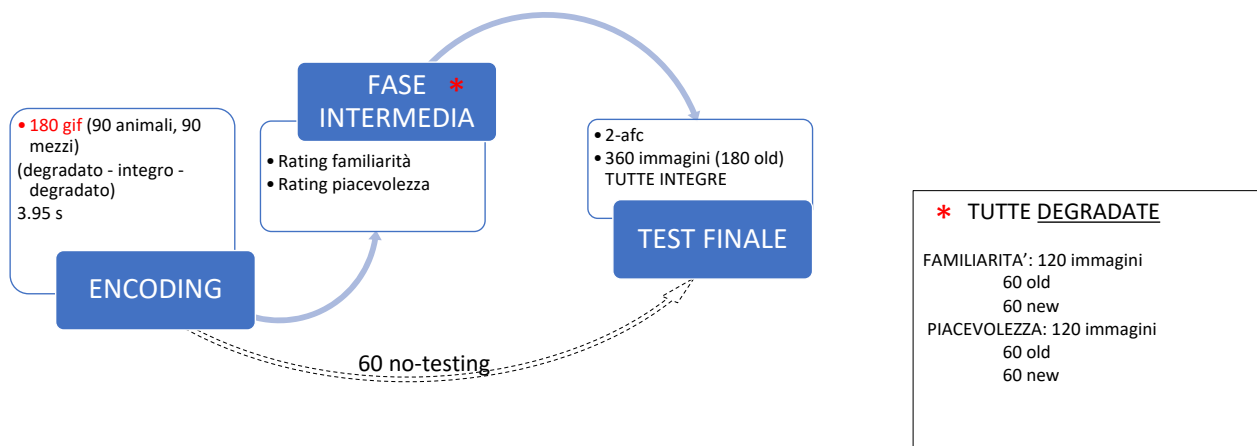 • 180 gif (90 animali, 90
mezzi)
(degradato - integro -
degradato)
3.95 s
ENCODING
FASE *
INTERMEDIA
• Rating familiarità
• Rating piacevolezza
• 2-afc
• 360 immagini (180 old)
TUTTE INTEGRE
TEST FINALE
60 no-testing
* TUTTE DEGRADATE
FAMILIARITA’: 120 immagini
60 old
60 new
PIACEVOLEZZA: 120 immagini
60 old
60 new